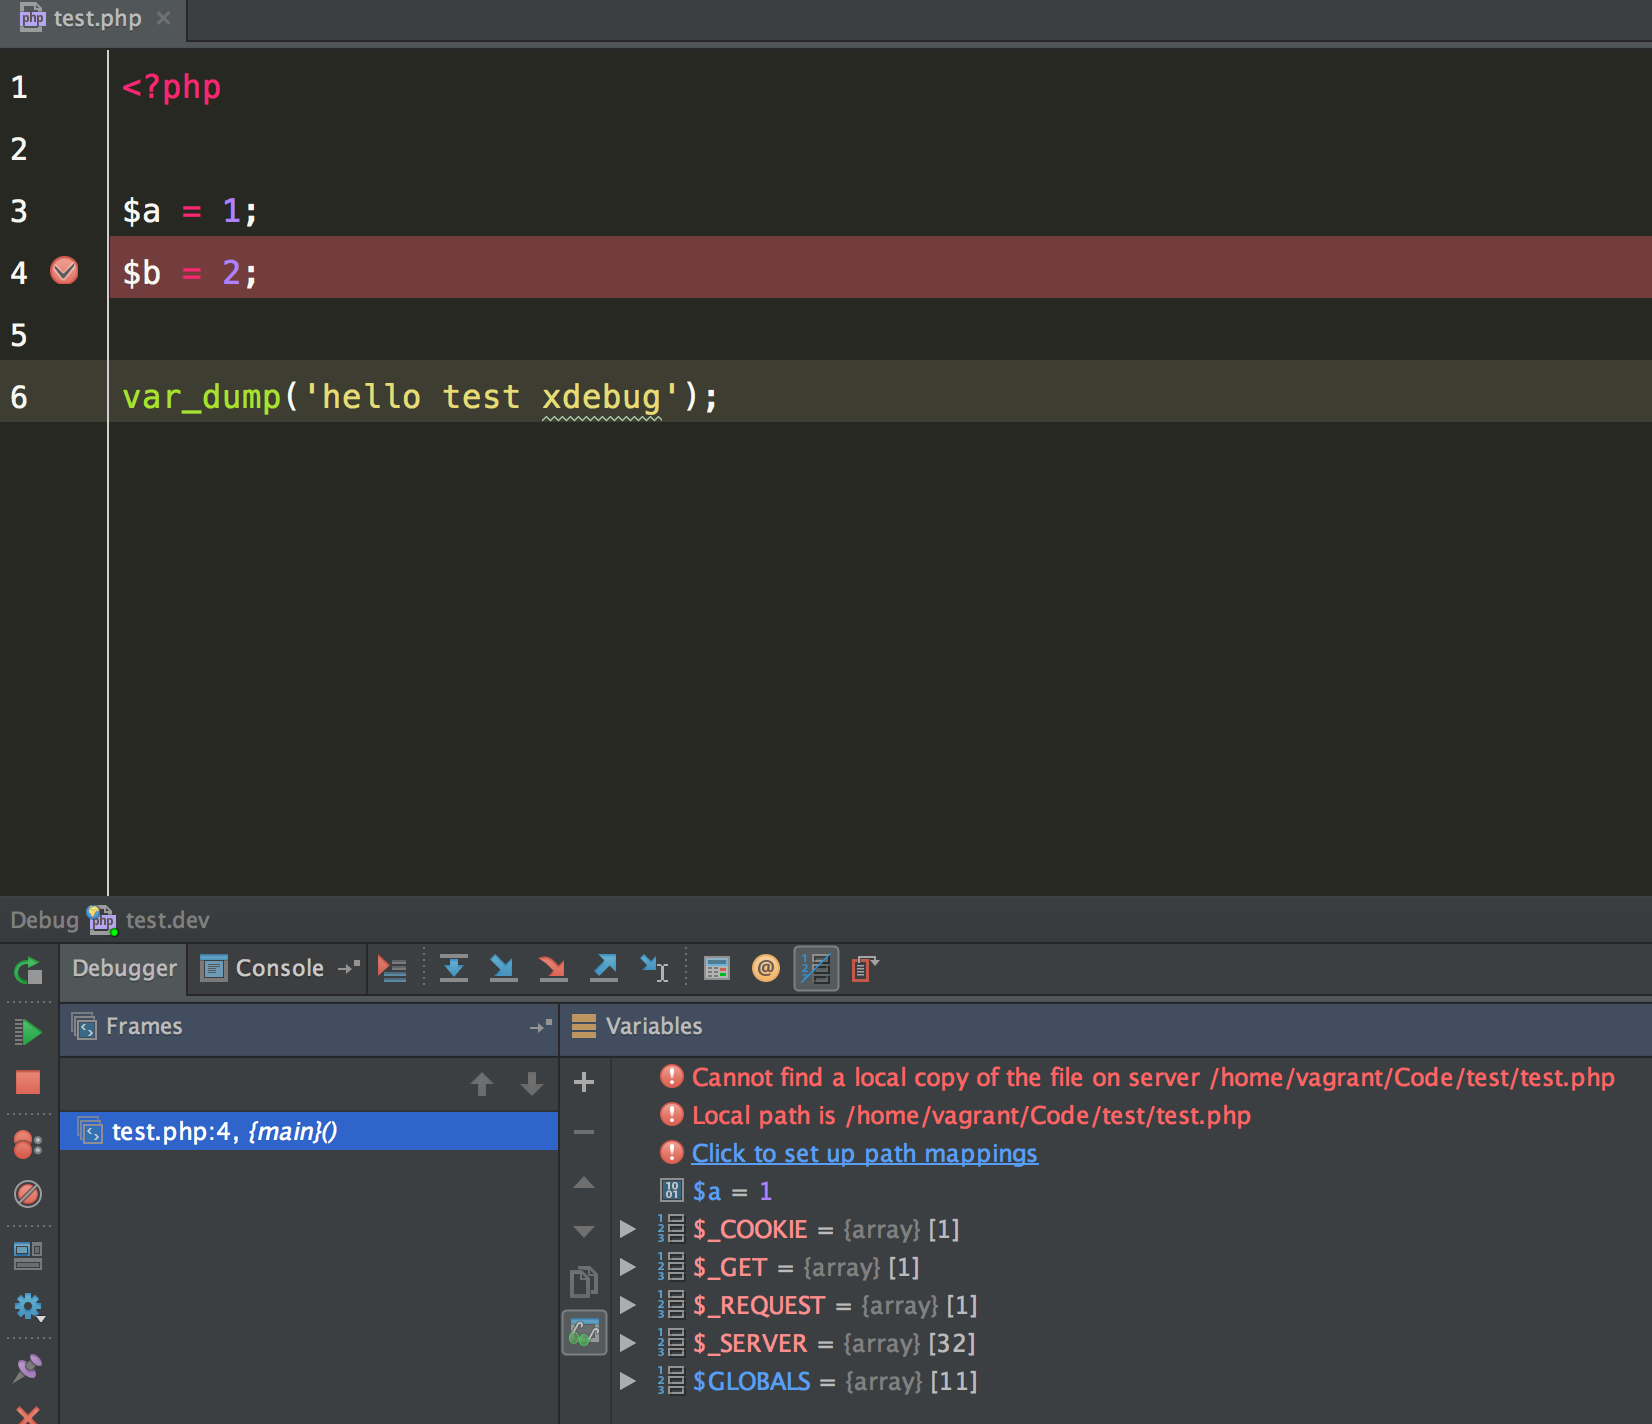 test.php
1 <?php
2
3 $a = 1;
4 $b = 2;
5
6 var_dump('hello test xdebug');
Debug test.dev
Debugger Console
Frames
Variables
test.php:4, {main}()
Cannot find a local copy of the file on server /home/vagrant/Code/test/test.php
Local path is /home/vagrant/Code/test/test.php
Click to set up path mappings
$a = 1
$_COOKIE = {array} [1]
$_GET = {array} [1]
$_REQUEST = {array} [1]
$_SERVER = {array} [32]
$GLOBALS = {array} [11]